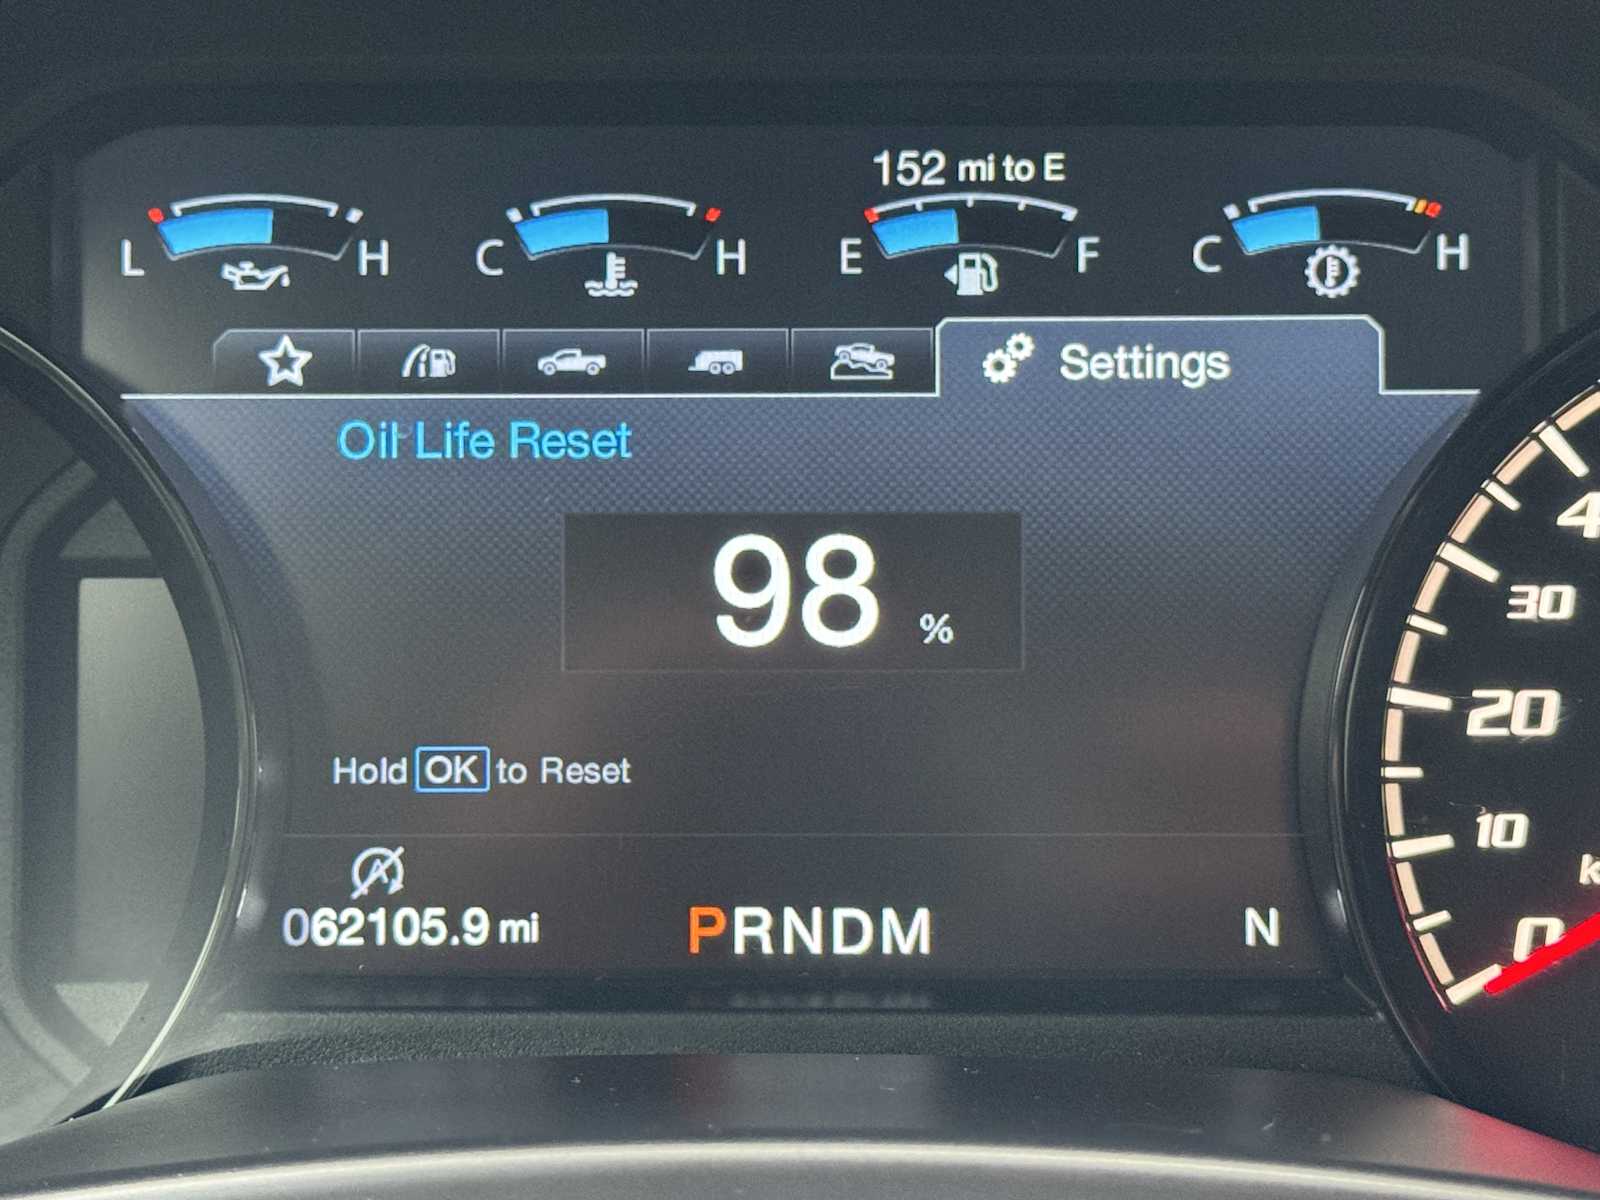 152 mi to E
L H C H E F C H
Settings
Oil Life Reset
98 %
Hold OK to Reset
A
062105.9 mi PRNDM N
30
20
10
0